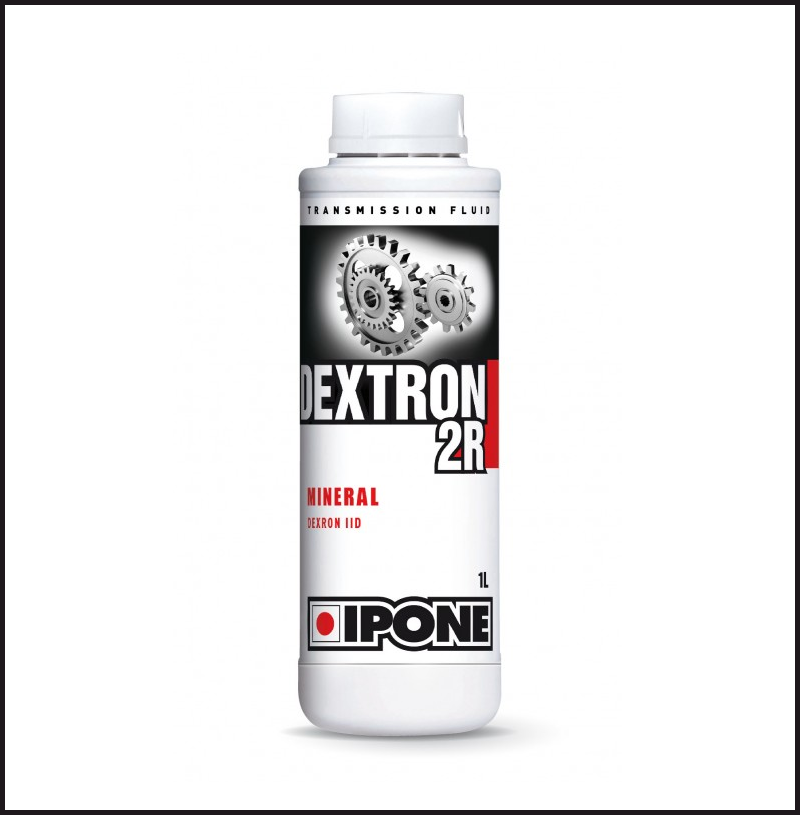 TRANSMISSION FLUID
DEXTRON
2R
MINERAL
DEXRON IID
1L
IPONE